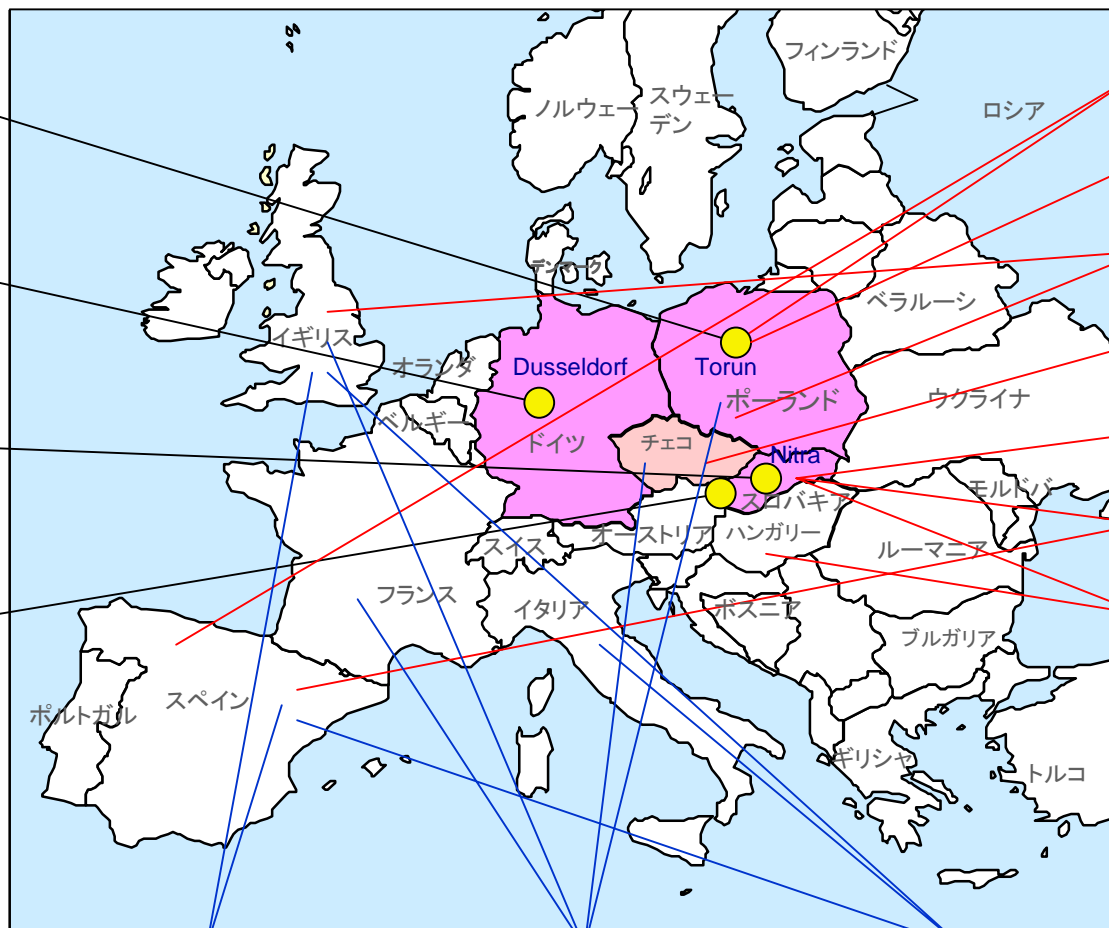 フィンランド
ノルウェー
スウェー
デン
ロシア
デンマーク
ベラルーシ
イギリス
オランダ
Dusseldorf
Torun
ポーランド
ウクライナ
ベルギー
ドイツ
チェコ
Nitra
スロバキア
モルドバ
オーストリア
ハンガリー
ルーマニア
スイス
フランス
イタリア
ボスニア
ブルガリア
スペイン
ポルトガル
ギリシャ
トルコ